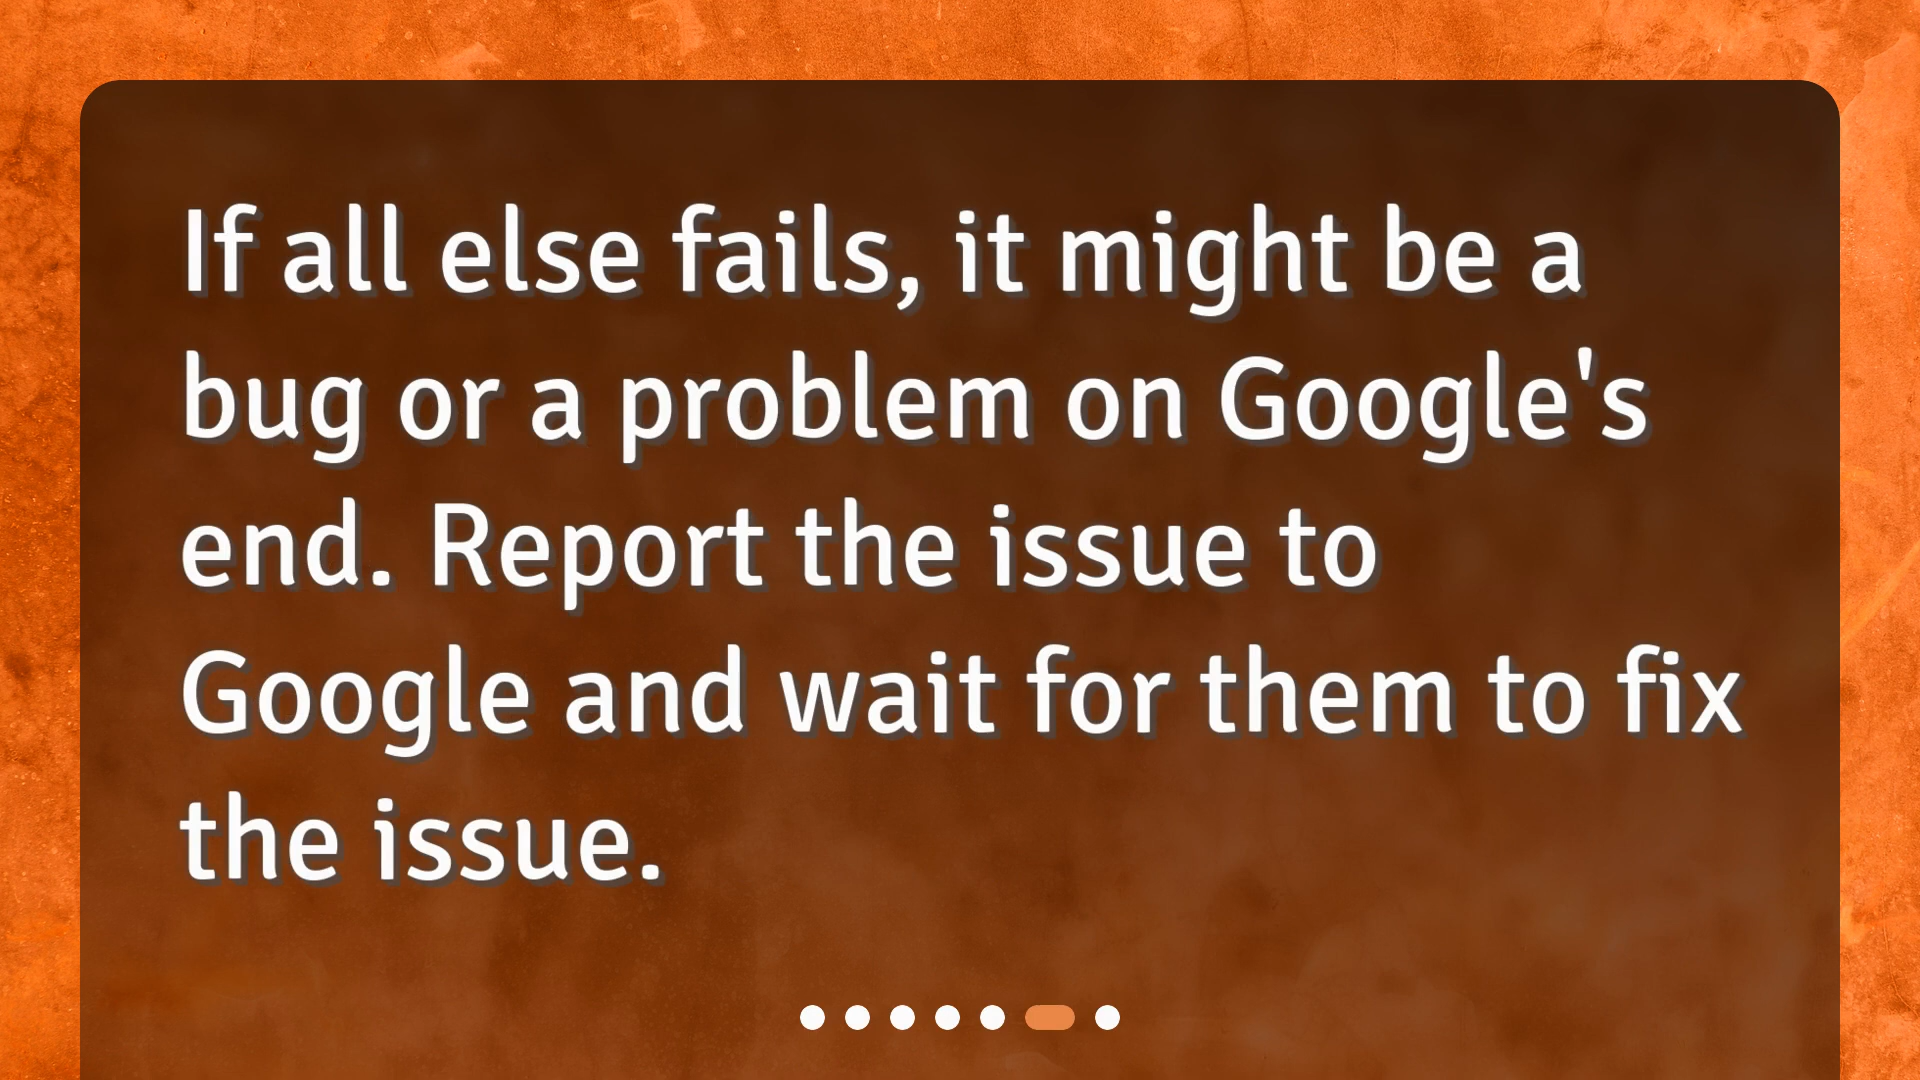 If all else fails, it might be a
bug or a problem on Google's
end. Report the issue to
Google and wait for them to fix
the issue.